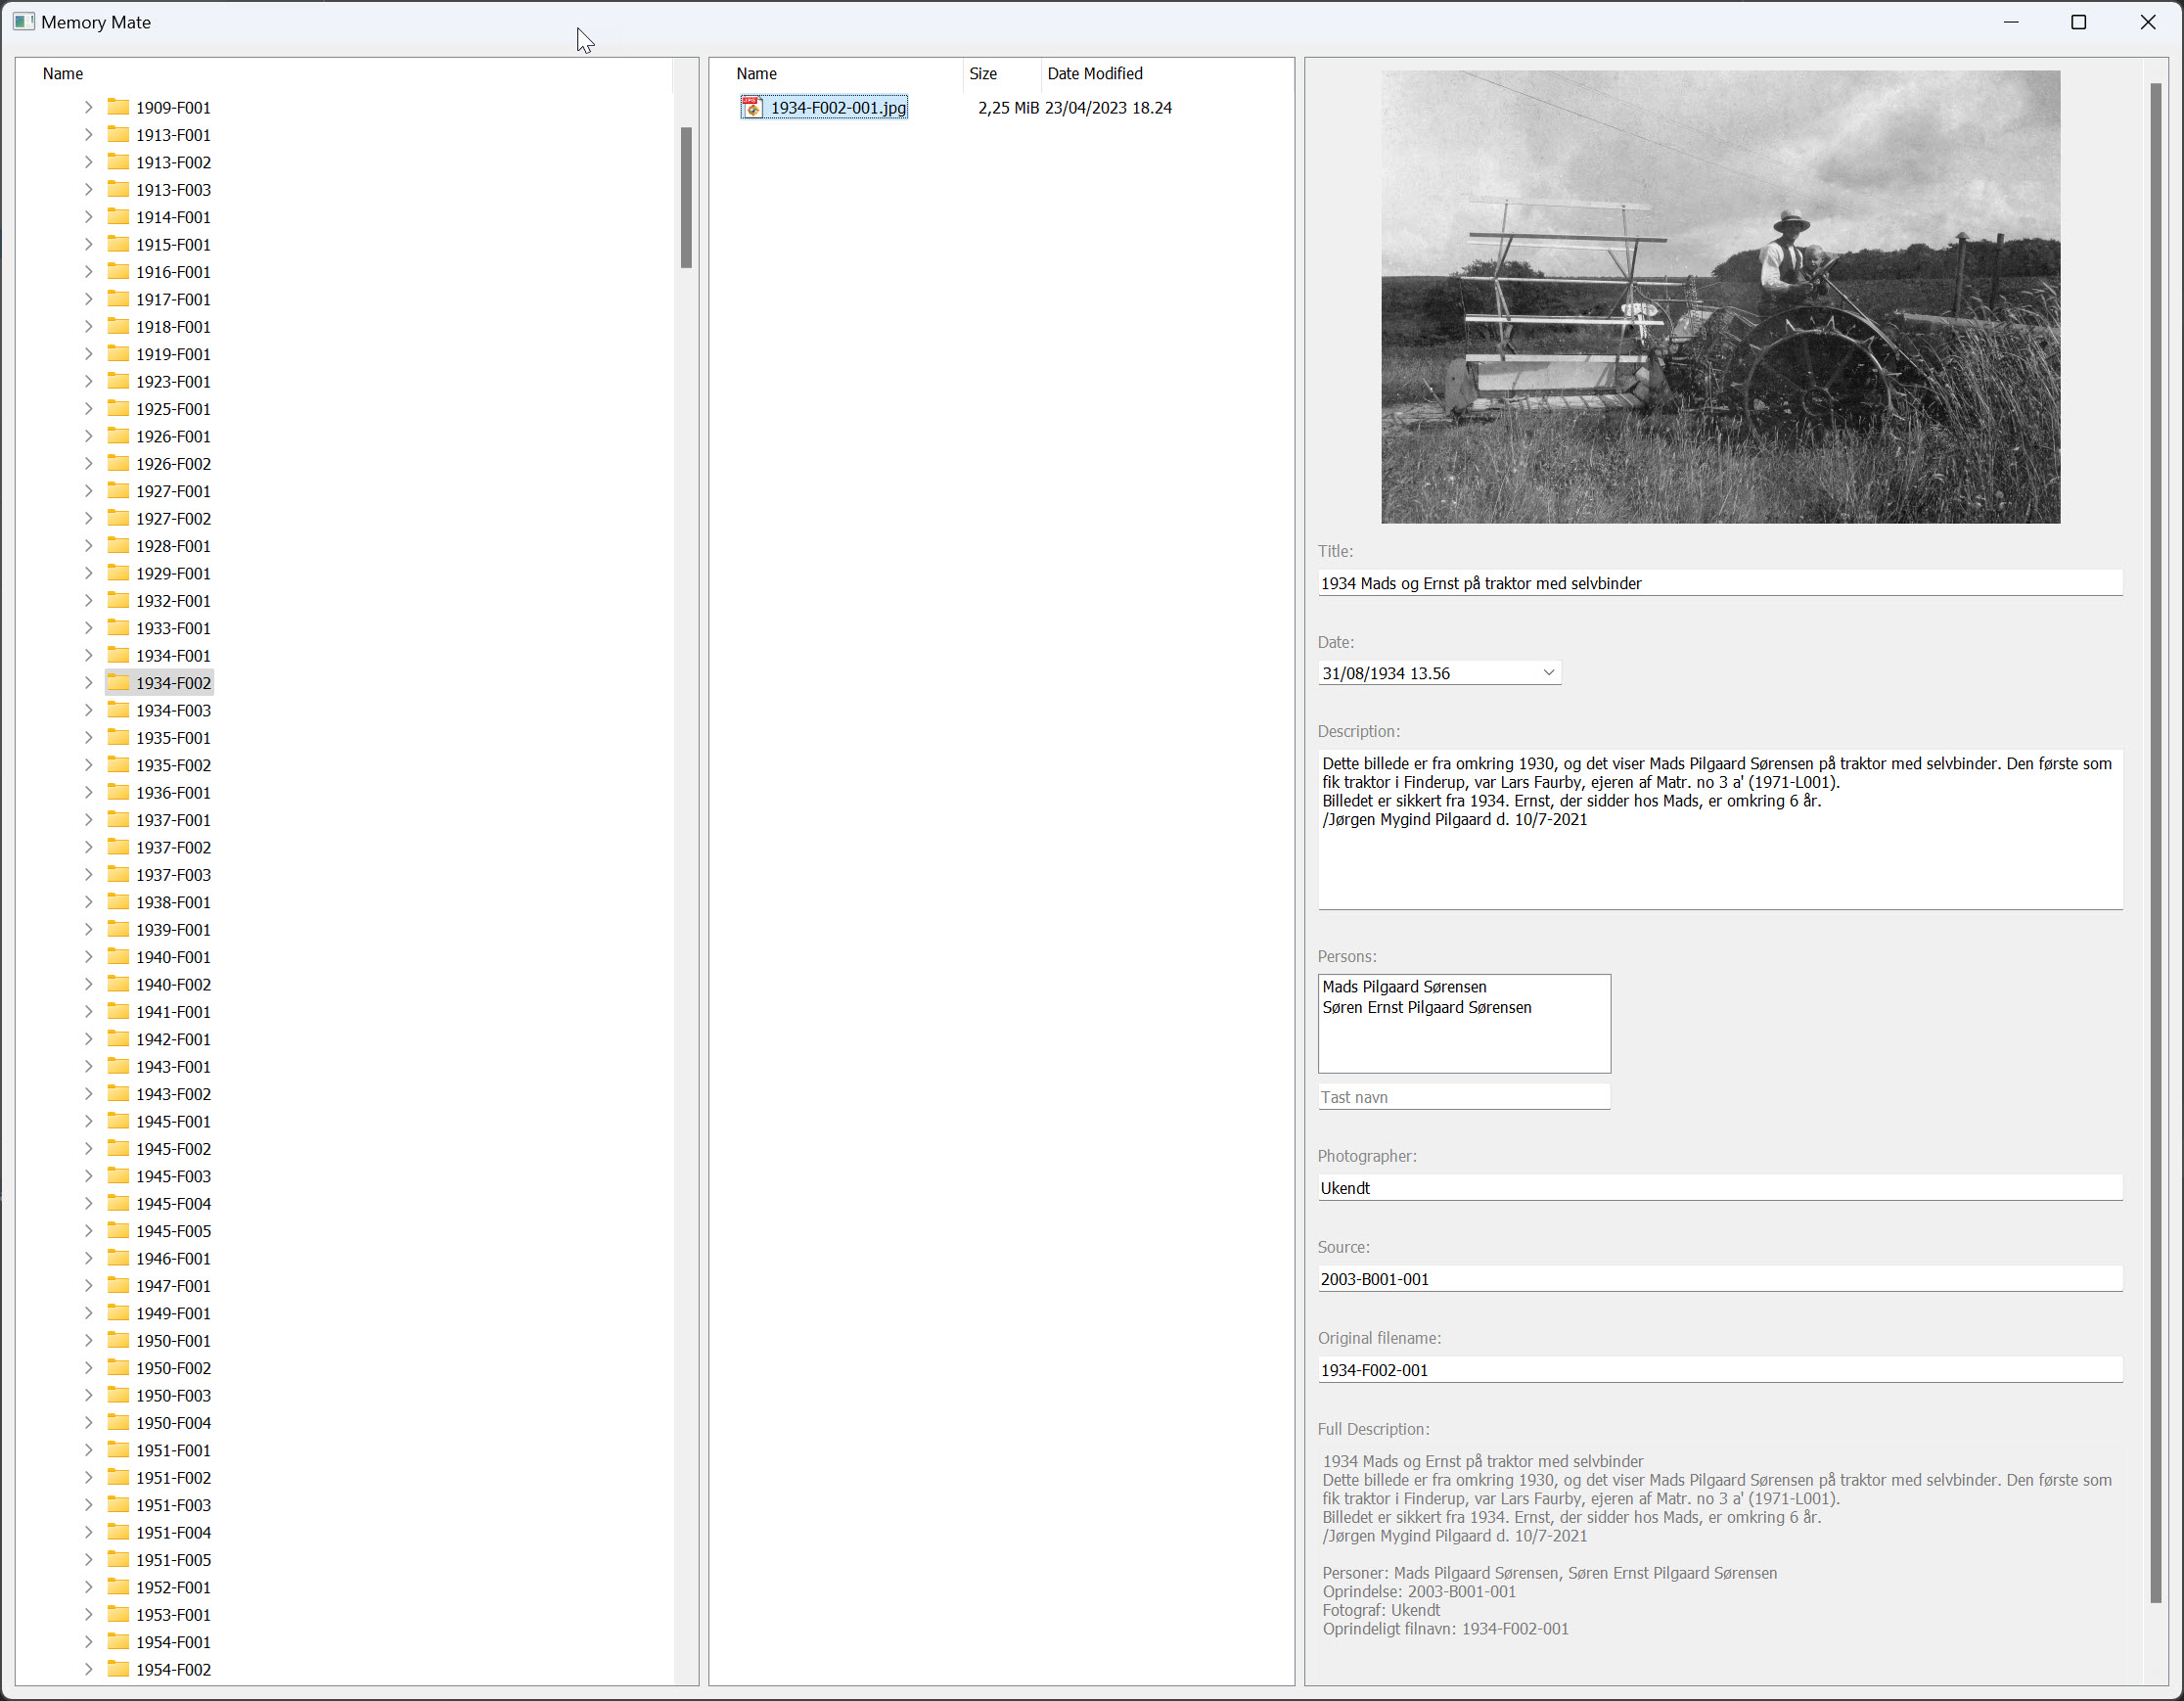 Memory Mate
Name
1909-F001
1913-F001
1913-F002
1913-F003
1914-F001
1915-F001
1916-F001
1917-F001
1918-F001
1919-F001
1923-F001
1925-F001
1926-F001
1926-F002
1927-F001
1927-F002
1928-F001
1929-F001
1932-F001
1933-F001
1934-F001
1934-F002
1934-F003
1935-F001
1935-F002
1936-F001
1937-F001
1937-F002
1937-F003
1938-F001
1939-F001
1940-F001
1940-F002
1941-F001
1942-F001
1943-F001
1943-F002
1945-F001
1945-F002
1945-F003
1945-F004
1945-F005
1946-F001
1947-F001
1949-F001
1950-F001
1950-F002
1950-F003
1950-F004
1951-F001
1951-F002
1951-F003
1951-F004
1951-F005
1952-F001
1953-F001
1954-F001
1954-F002
Name Size Date Modified
1934-F002-001.jpg 2,25 MiB 23/04/2023 18.24
Title:
1934 Mads og Ernst på traktor med selvbinder
Date:
31/08/1934 13.56
Description:
Dette billede er fra omkring 1930, og det viser Mads Pilgaard Sørensen på traktor med selvbinder. Den første som
fik traktor i Finderup, var Lars Faurby, ejeren af Matr. no 3 a' (1971-L001).
Billedet er sikkert fra 1934. Ernst, der sidder hos Mads, er omkring 6 år.
/Jørgen Mygind Pilgaard d. 10/7-2021
Persons:
Mads Pilgaard Sørensen
Søren Ernst Pilgaard Sørensen
Tast navn
Photographer:
Ukendt
Source:
2003-B001-001
Original filename:
1934-F002-001
Full Description:
1934 Mads og Ernst på traktor med selvbinder
Dette billede er fra omkring 1930, og det viser Mads Pilgaard Sørensen på traktor med selvbinder. Den første som
fik traktor i Finderup, var Lars Faurby, ejeren af Matr. no 3 a' (1971-L001).
Billedet er sikkert fra 1934. Ernst, der sidder hos Mads, er omkring 6 år.
/Jørgen Mygind Pilgaard d. 10/7-2021
Personer: Mads Pilgaard Sørensen, Søren Ernst Pilgaard Sørensen
Oprindelse: 2003-B001-001
Fotograf: Ukendt
Oprindeligt filnavn: 1934-F002-001